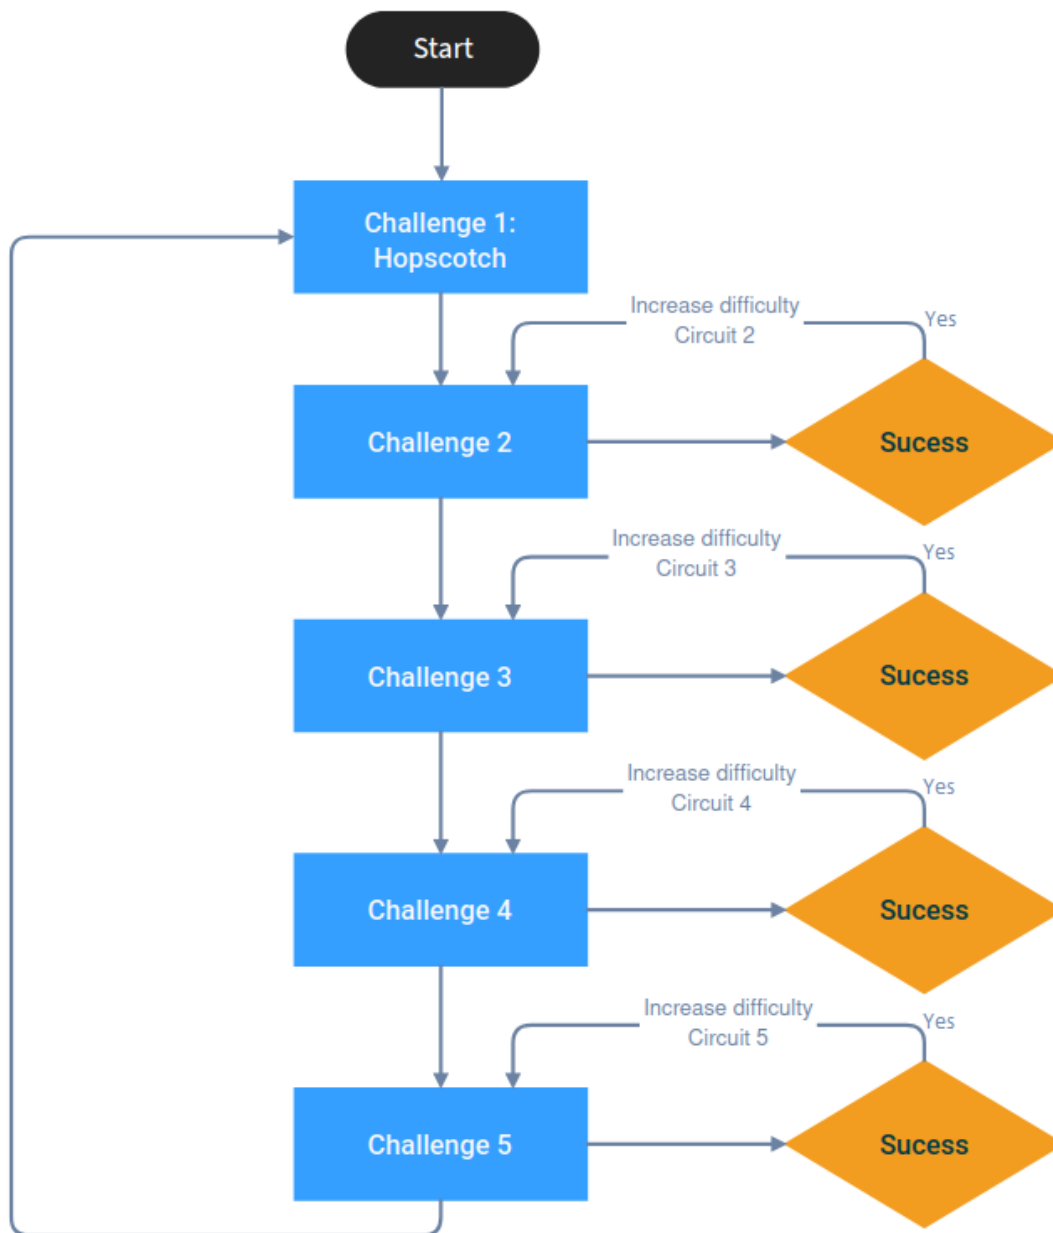 Start
Challenge 1:
Hopscotch
Increase difficulty
Circuit 2
Yes
Challenge 2
Sucess
Increase difficulty
Circuit 3
Yes
Challenge 3
Sucess
Increase difficulty
Circuit 4
Yes
Challenge 4
Sucess
Increase difficulty
Circuit 5
Yes
Challenge 5
Sucess